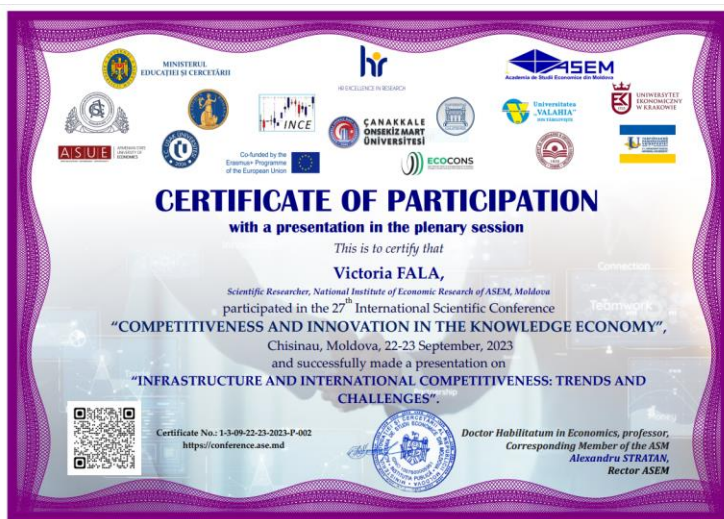 MINISTERUL
EDUCAȚIEI ȘI CERCETĂRII
hr
HR EXCELLENCE IN RESEARCH
ASEM
Academia de Studii Economice din Moldova
INCE
ÇANAKKALE
ONSEKİZ MART
ÜNİVERSİTESİ
Universitatea
"VALAHIA"
din TÂRGOVIȘTE
UNIWERSYTET
EKONOMICZNY
W KRAKOWIE
ASUE
ARMENIAN STATE
UNIVERSITY OF
ECONOMICS
Co-funded by the
Erasmus+ Programme
of the European Union
ECOCONS
CERTIFICATE OF PARTICIPATION
with a presentation in the plenary session
This is to certify that
Victoria FALA,
Scientific Researcher, National Institute of Economic Research of ASEM, Moldova
participated in the 27th International Scientific Conference
"COMPETITIVENESS AND INNOVATION IN THE KNOWLEDGE ECONOMY",
Chisinau, Moldova, 22-23 September, 2023
and successfully made a presentation on
"INFRASTRUCTURE AND INTERNATIONAL COMPETITIVENESS: TRENDS AND
CHALLENGES".
Connection
Teamwork
Certificate No.: 1-3-09-22-23-2023-P-002
https://conference.ase.md
Doctor Habilitatum in Economics, professor,
Corresponding Member of the ASM
Alexandru STRATAN,
Rector ASEM